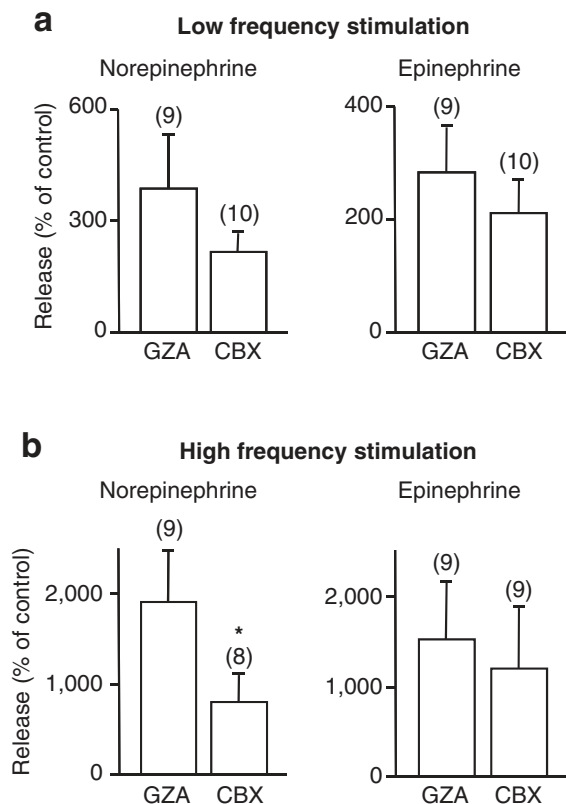 a Low frequency stimulation
Norepinephrine Epinephrine
Release (% of control)
600
300
0
(9)
(10)
GZA CBX
400
200
0
(9)
(10)
GZA CBX
b High frequency stimulation
Norepinephrine Epinephrine
Release (% of control)
2,000
1,000
0
(9)
*
(8)
GZA CBX
2,000
1,000
0
(9)
(9)
GZA CBX